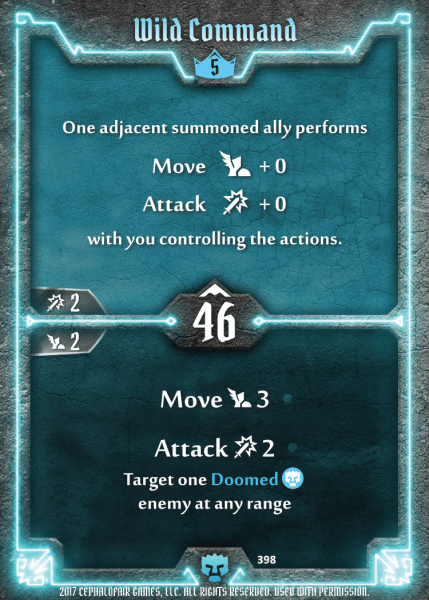 Wild Command
5
One adjacent summoned ally performs
Move + 0
Attack + 0
with you controlling the actions.
2
46
2
Move 3
Attack 2
Target one Doomed
enemy at any range
398
2017 CEPHALOFAIR GAMES, LLC. ALL RIGHTS RESERVED. USED WITH PERMISSION.